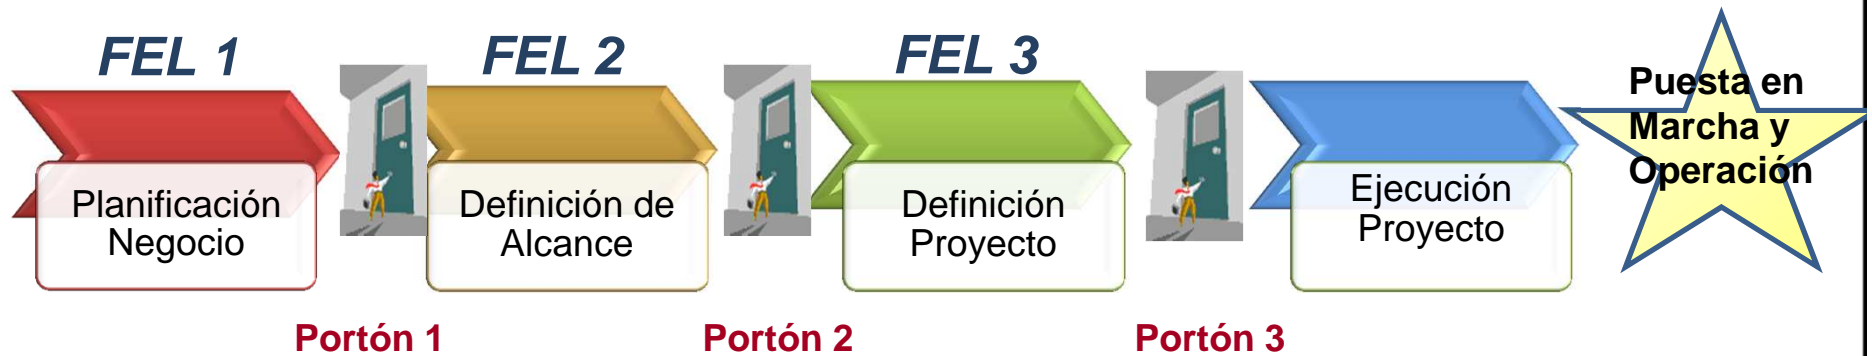 FEL 1
FEL 2
FEL 3
Puesta en
Marcha y
Operación
Planificación
Negocio
Definición de
Alcance
Definición
Proyecto
Ejecución
Proyecto
Portón 1
Portón 2
Portón 3